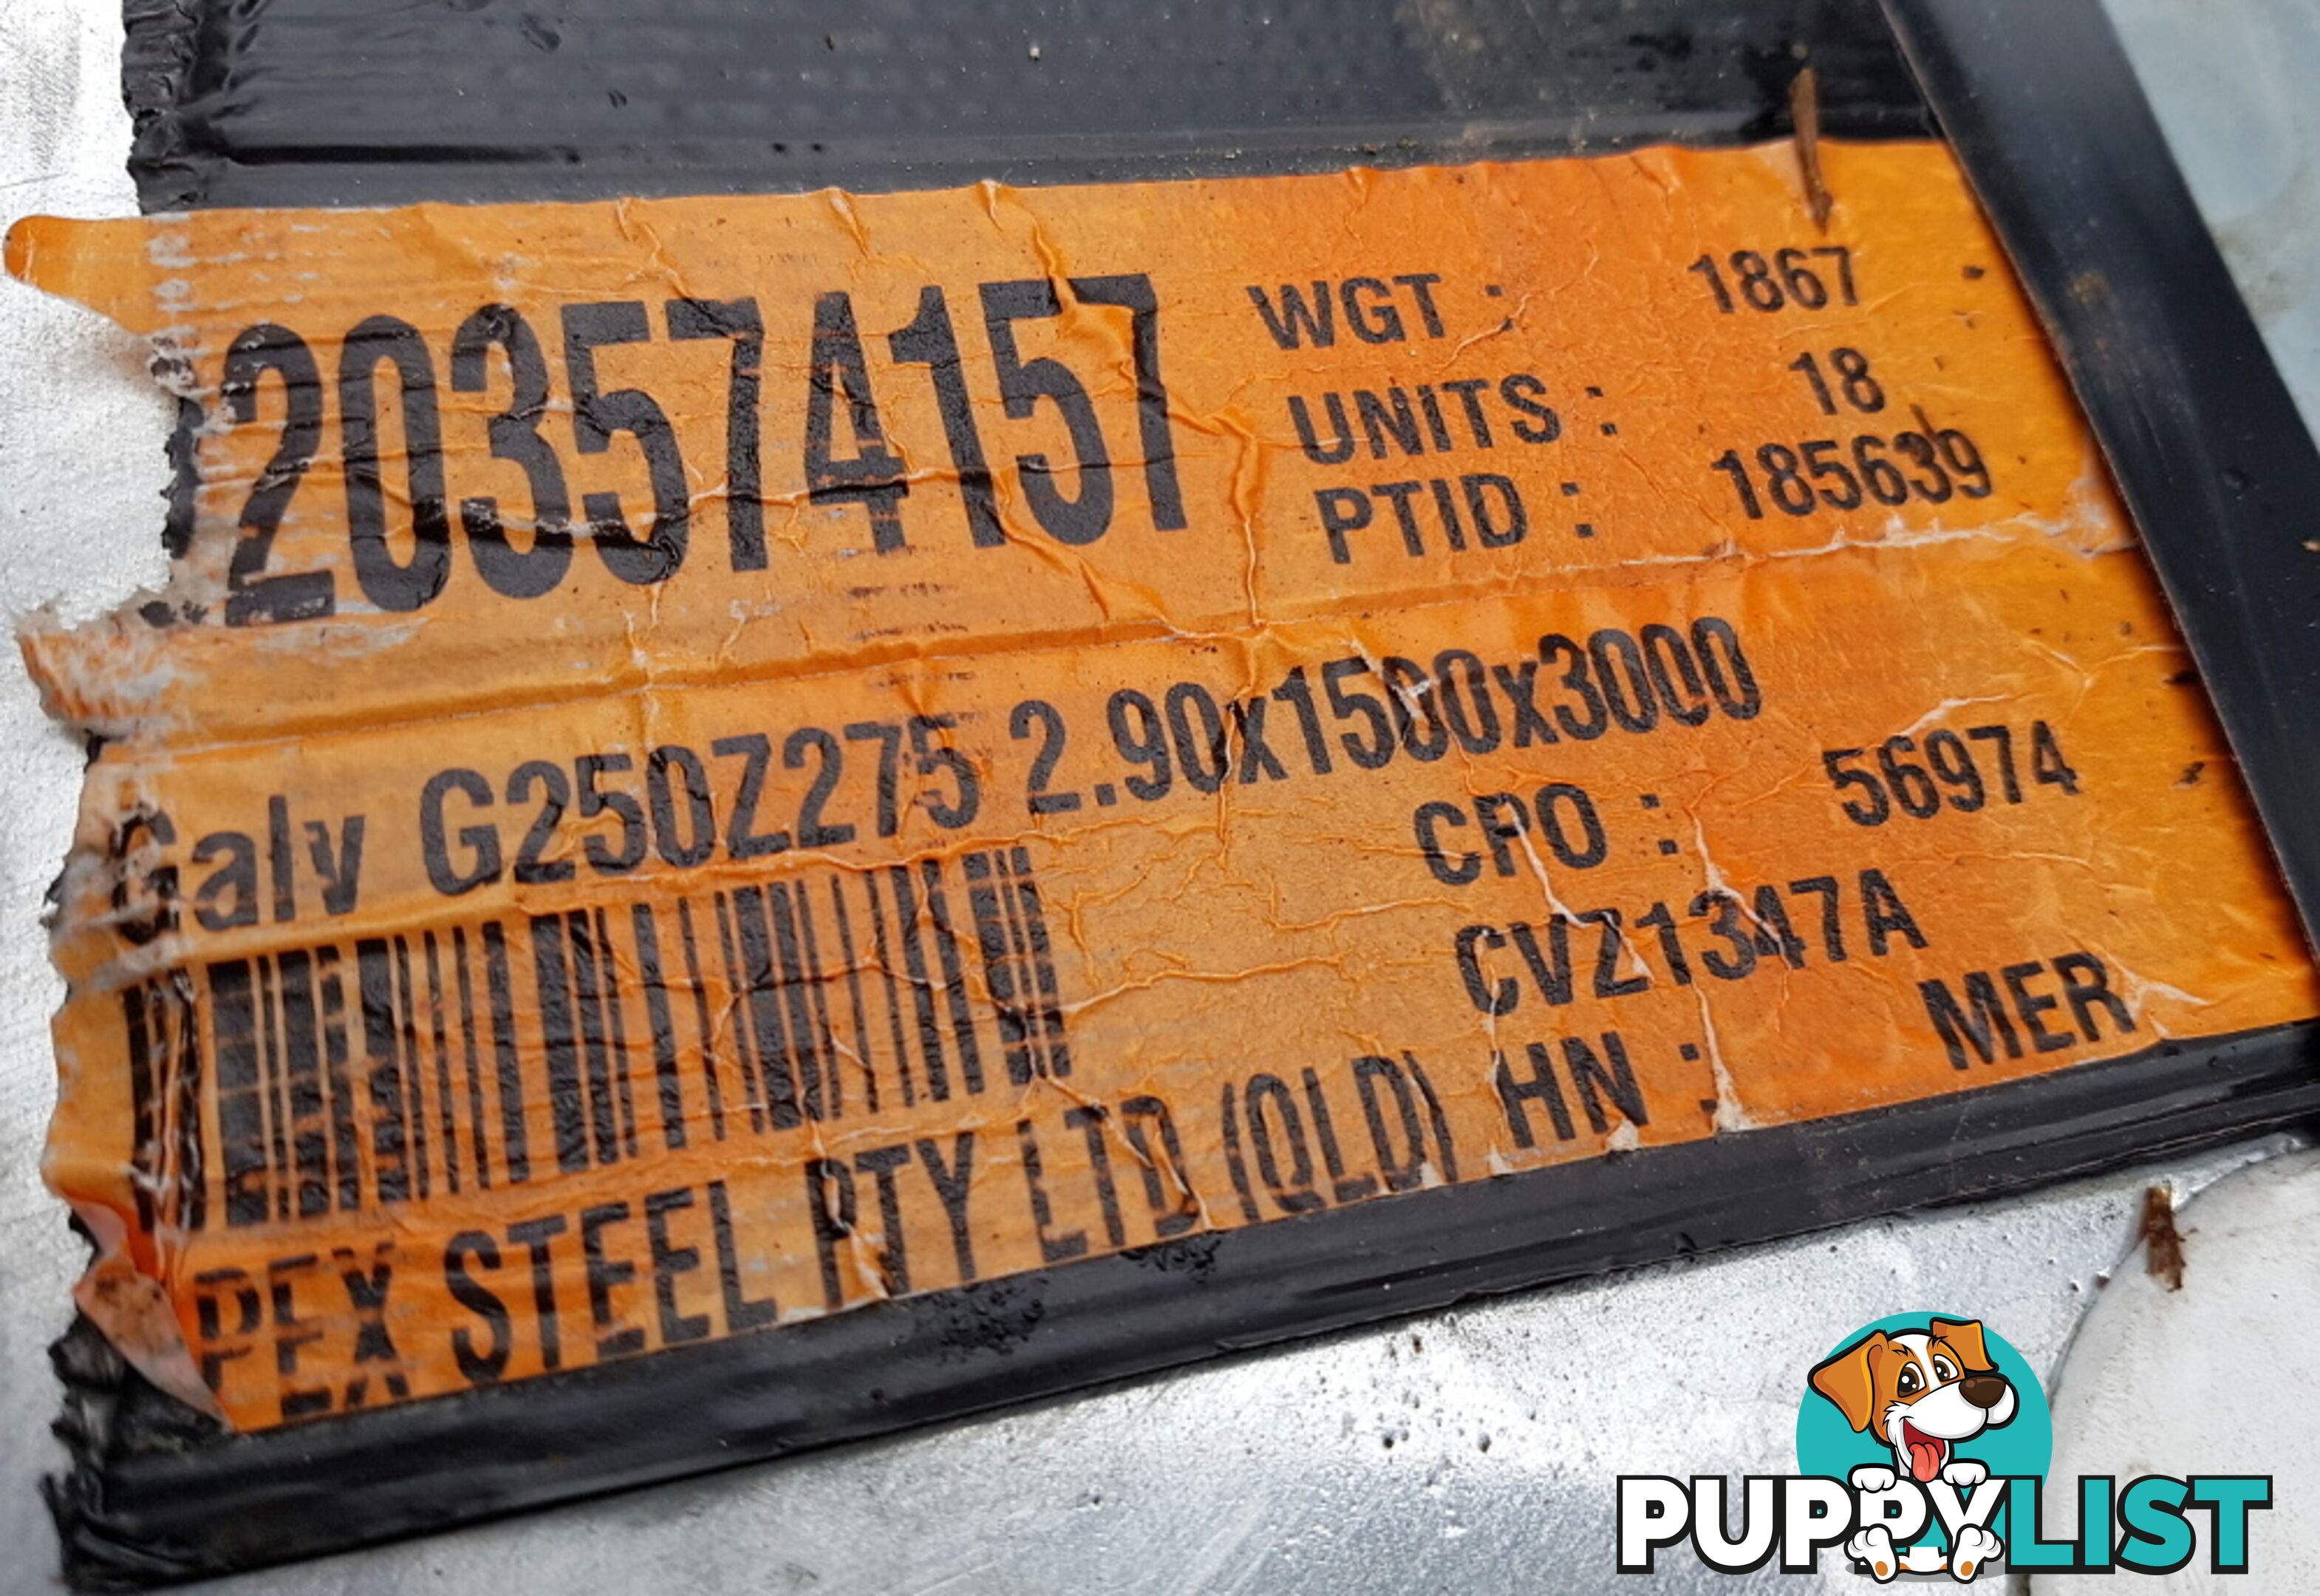 203574157
WGT : 1867
UNITS : 18
PTID : 185639
Galv G250Z275 2.90x1500x3000
CPO : 56974
CVZ1347A
PEX STEEL PTY LTD (QLD) HN : MER
PUPPYLIST